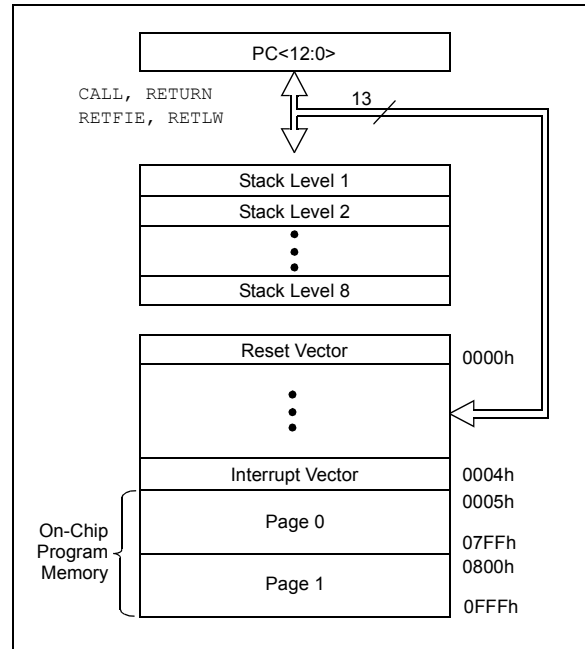 PC<12:0>
CALL, RETURN
RETFIE, RETLW
13
Stack Level 1
Stack Level 2
Stack Level 8
Reset Vector
0000h
Interrupt Vector
0004h
0005h
On-Chip
Program
Memory
Page 0
07FFh
0800h
Page 1
0FFFh